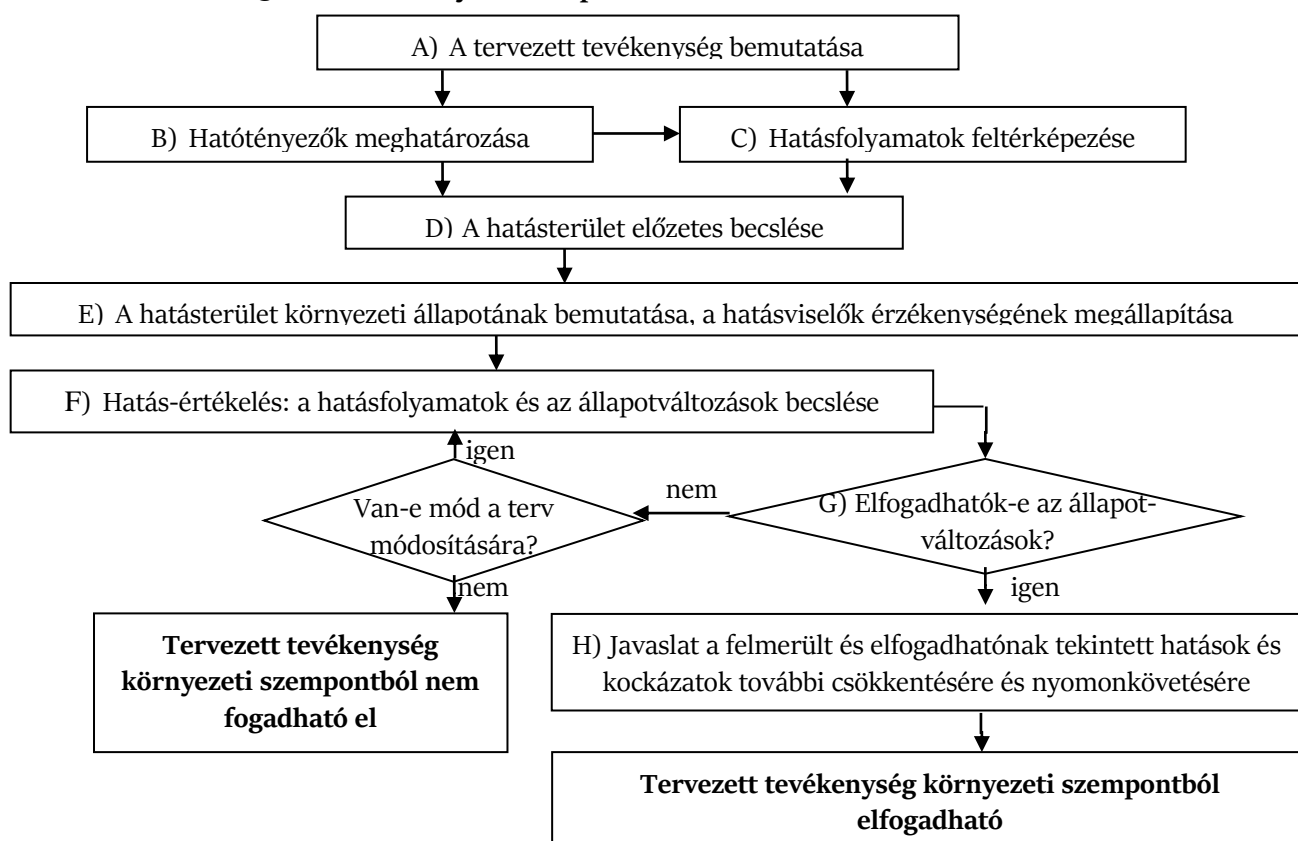 A) A tervezett tevékenység bemutatása
B) Hatótényezők meghatározása
C) Hatásfolyamatok feltérképezése
D) A hatásterület előzetes becslése
E) A hatásterület környezeti állapotának bemutatása, a hatásviselők érzékenységének megállapítása
F) Hatás-értékelés: a hatásfolyamatok és az állapotváltozások becslése
igen
Van-e mód a terv
módosítására?
nem
G) Elfogadhatók-e az állapot-
változások?
nem
igen
Tervezett tevékenység
környezeti szempontból nem
fogadható el
H) Javaslat a felmerült és elfogadhatónak tekintett hatások és
kockázatok további csökkentésére és nyomonkövetésére
Tervezett tevékenység környezeti szempontból
elfogadható